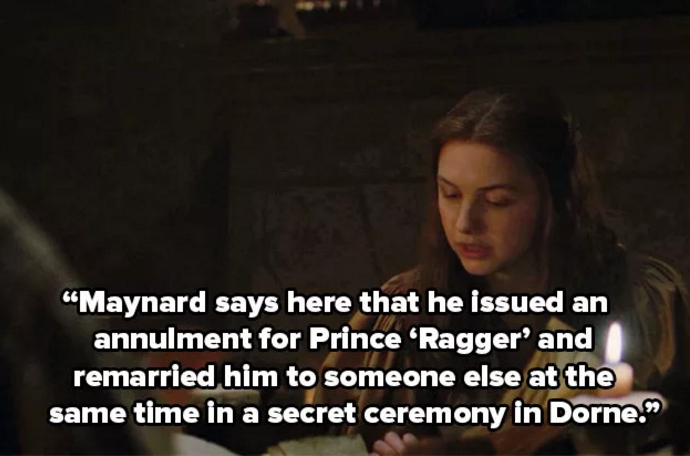 “Maynard says here that he issued an
annulment for Prince ‘Ragger’ and
remarried him to someone else at the
same time in a secret ceremony in Dorne.”